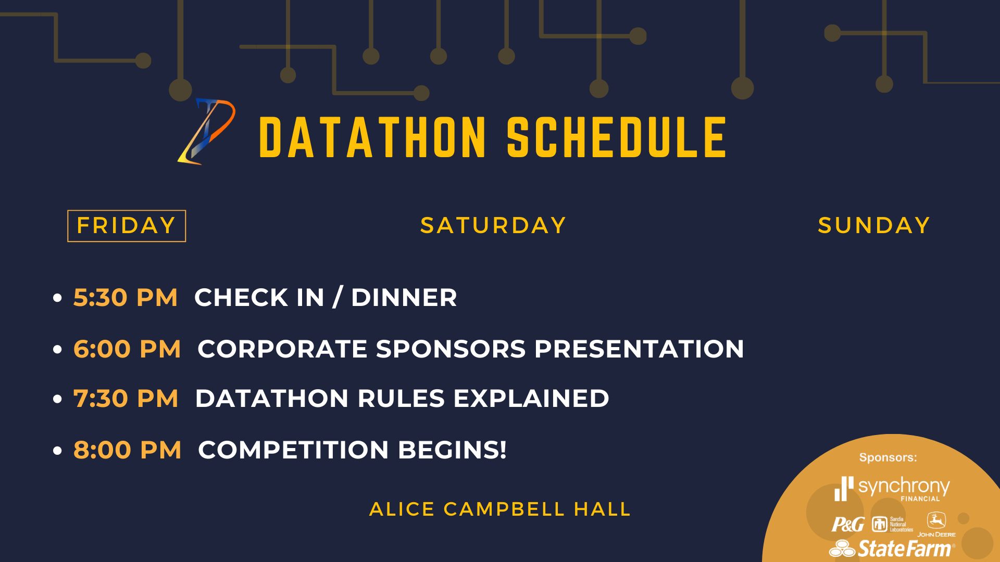 DATATHON SCHEDULE
FRIDAY SATURDAY SUNDAY
• 5:30 PM CHECK IN / DINNER
• 6:00 PM CORPORATE SPONSORS PRESENTATION
• 7:30 PM DATATHON RULES EXPLAINED
• 8:00 PM COMPETITION BEGINS!
ALICE CAMPBELL HALL
Sponsors:
synchrony
FINANCIAL
P&G
Sandia
National
Laboratories
JOHN DEERE
StateFarm®